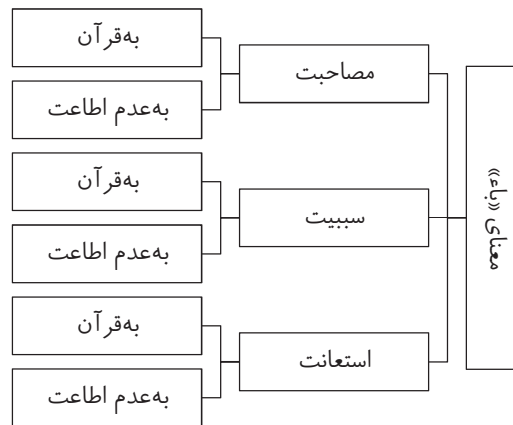 معنای «باء»
مصاحبت
به‌قرآن
به‌عدم اطاعت
سببیت
به‌قرآن
به‌عدم اطاعت
استعانت
به‌قرآن
به‌عدم اطاعت